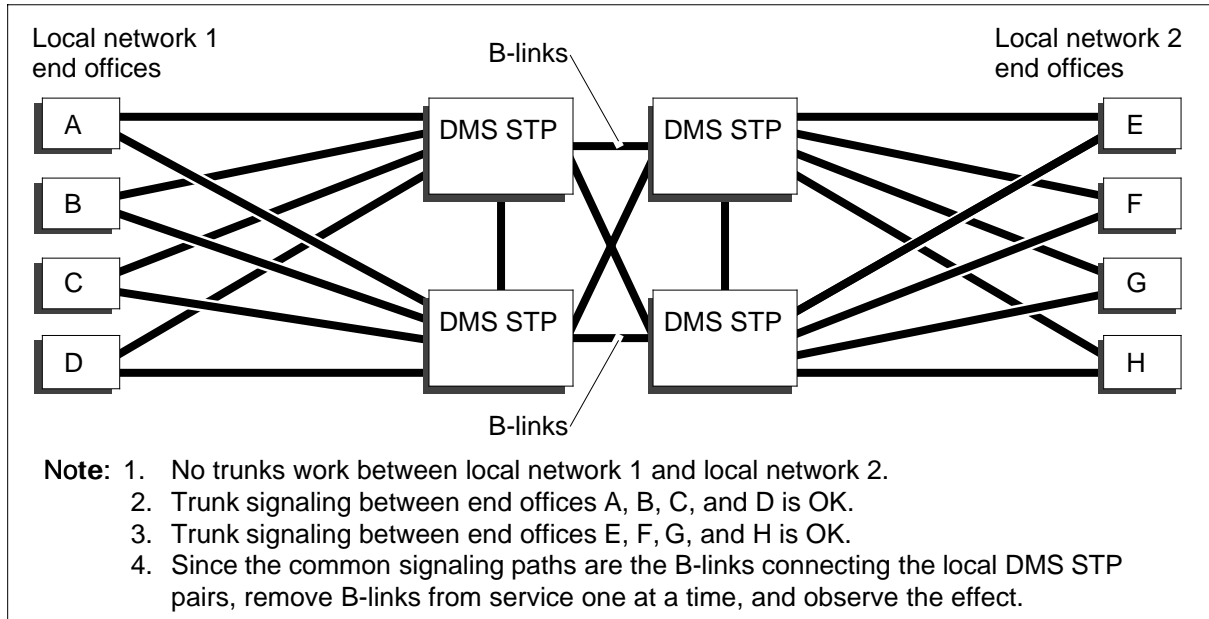 Local network 1
end offices
B-links
Local network 2
end offices
A
DMS STP
DMS STP
E
B
F
C
G
DMS STP
DMS STP
D
H
B-links
Note: 1. No trunks work between local network 1 and local network 2.
2. Trunk signaling between end offices A, B, C, and D is OK.
3. Trunk signaling between end offices E, F, G, and H is OK.
4. Since the common signaling paths are the B-links connecting the local DMS STP
pairs, remove B-links from service one at a time, and observe the effect.